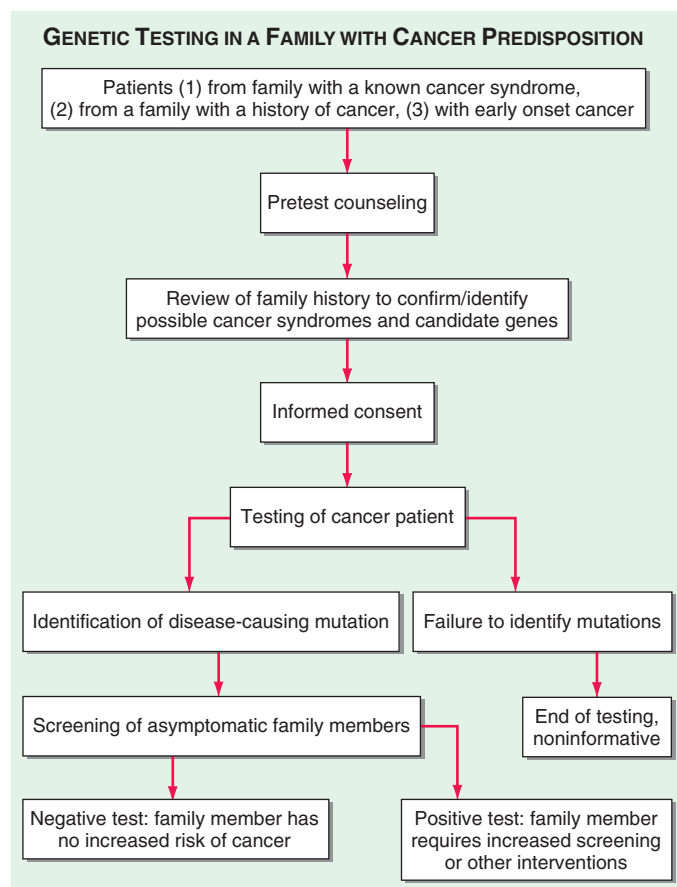 GENETIC TESTING IN A FAMILY WITH CANCER PREDISPOSITION
Patients (1) from family with a known cancer syndrome,
(2) from a family with a history of cancer, (3) with early onset cancer
Pretest counseling
Review of family history to confirm/identify
possible cancer syndromes and candidate genes
Informed consent
Testing of cancer patient
Identification of disease-causing mutation
Failure to identify mutations
Screening of asymptomatic family members
End of testing,
noninformative
Negative test: family member has
no increased risk of cancer
Positive test: family member
requires increased screening
or other interventions